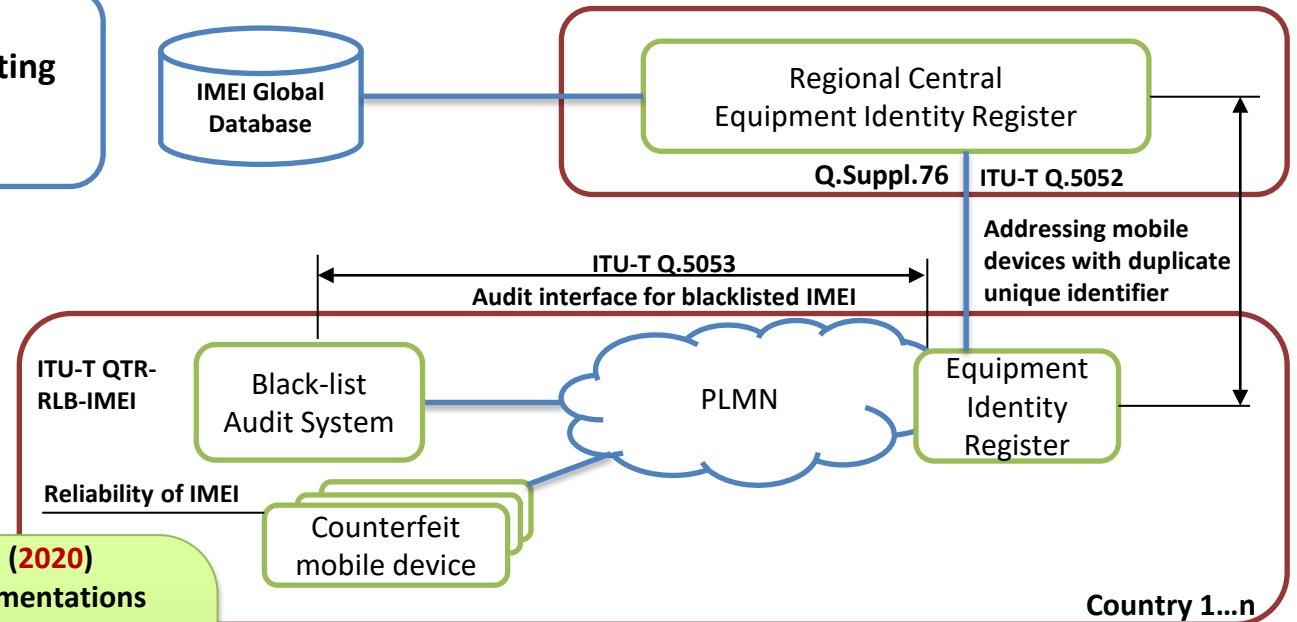 ting
IMEI Global
Database
Regional Central
Equipment Identity Register
Q.Suppl.76
ITU-T Q.5052
Addressing mobile
devices with duplicate
unique identifier
ITU-T Q.5053
Audit interface for blacklisted IMEI
ITU-T QTR-
RLB-IMEI
Black-list
Audit System
PLMN
Equipment
Identity
Register
Reliability of IMEI
Counterfeit
mobile device
(2020)
mentations
Country 1...n